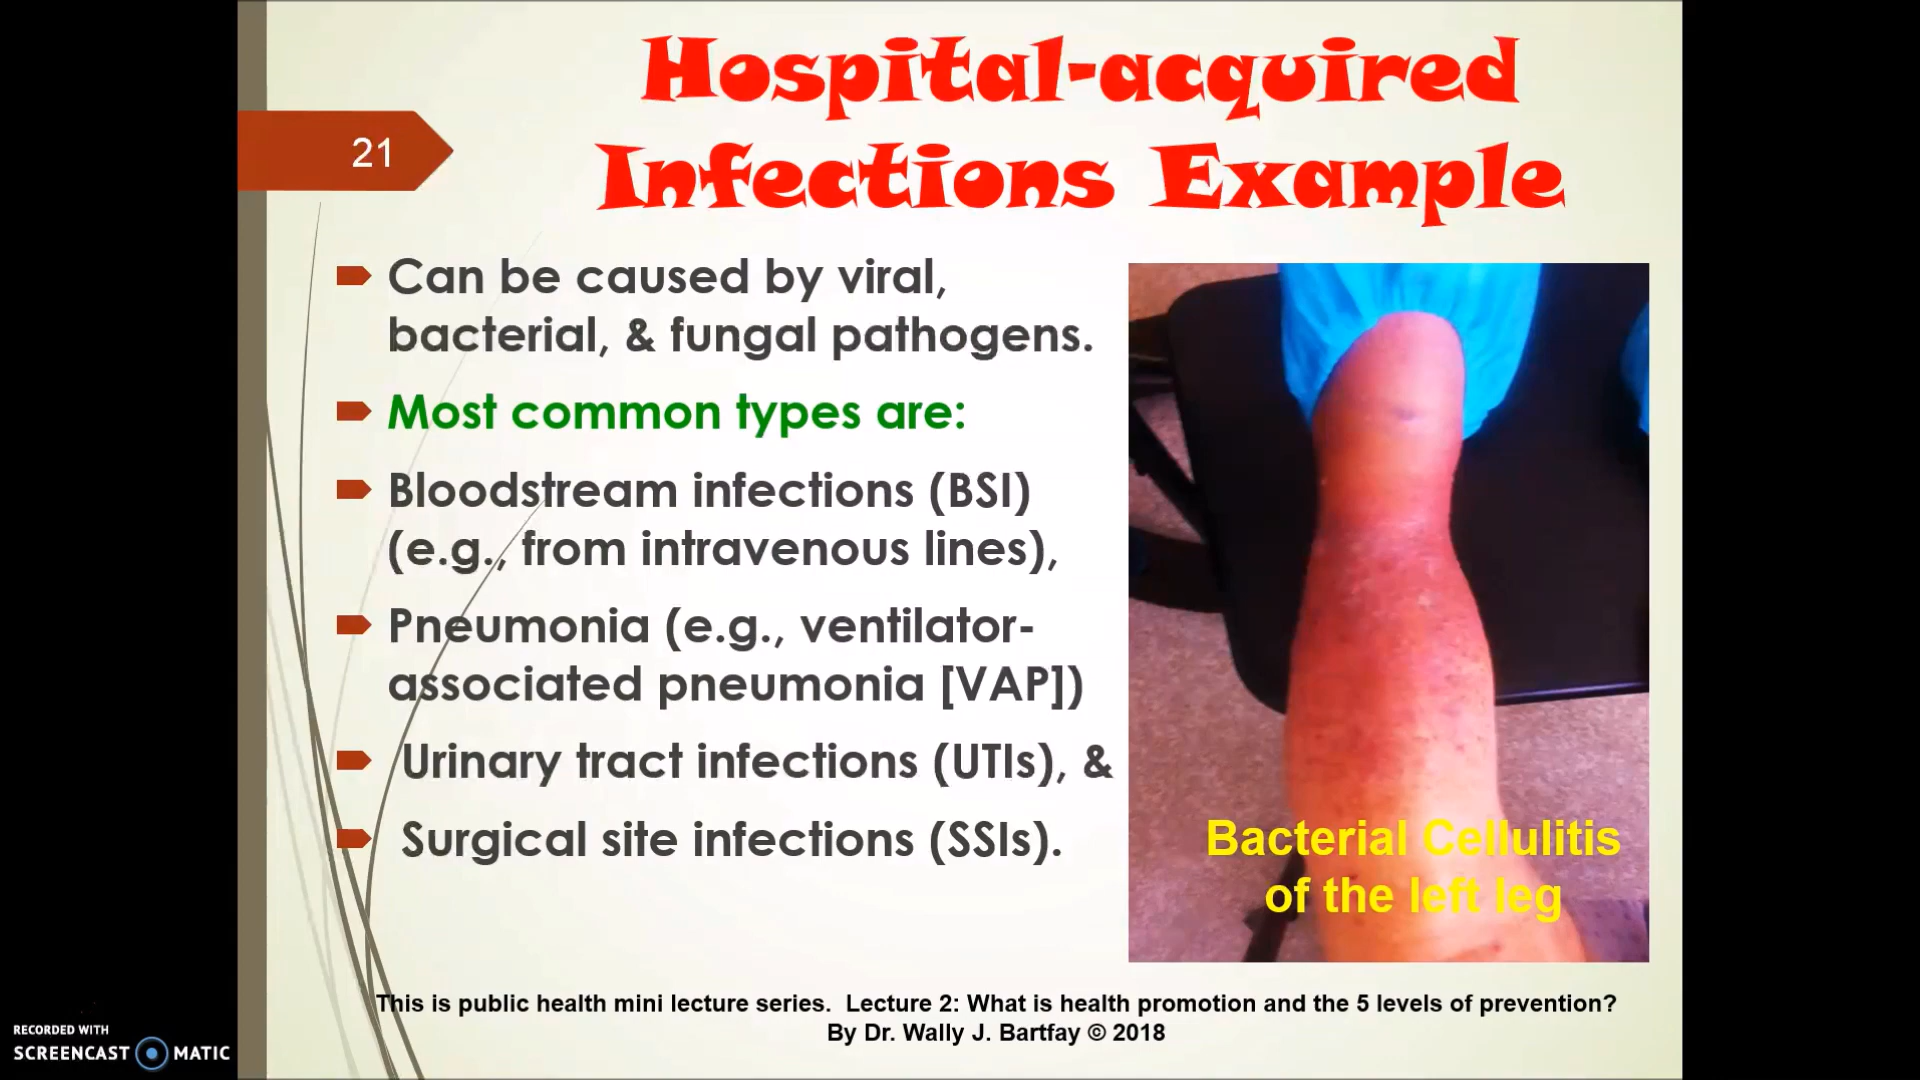 Hospital-acquired
Infections Example
21
Can be caused by viral,
bacterial, & fungal pathogens.
Most common types are:
Bloodstream infections (BSI)
(e.g., from intravenous lines),
Pneumonia (e.g., ventilator-
associated pneumonia [VAP])
Urinary tract infections (UTIs), &
Surgical site infections (SSIs).
Bacterial Cellulitis
of the left leg
This is public health mini lecture series.  Lecture 2: What is health promotion and the 5 levels of prevention?
By Dr. Wally J. Bartfay © 2018
RECORDED WITH
SCREENCAST MATIC